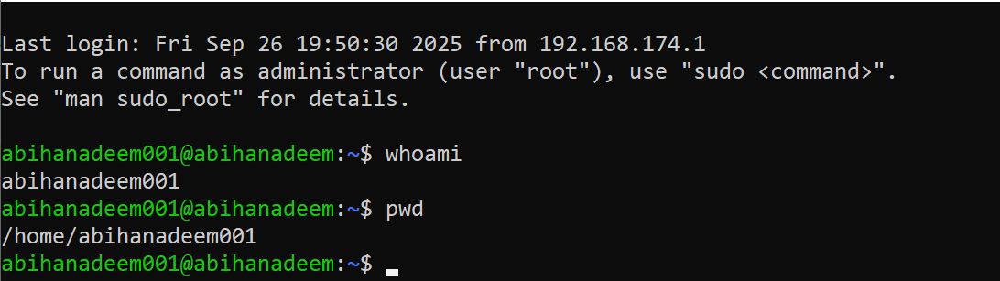 Last login: Fri Sep 26 19:50:30 2025 from 192.168.174.1
To run a command as administrator (user "root"), use "sudo <command>".
See "man sudo_root" for details.
abihanadeem001@abihanadeem:~$ whoami
abihanadeem001
abihanadeem001@abihanadeem:~$ pwd
/home/abihanadeem001
abihanadeem001@abihanadeem:~$